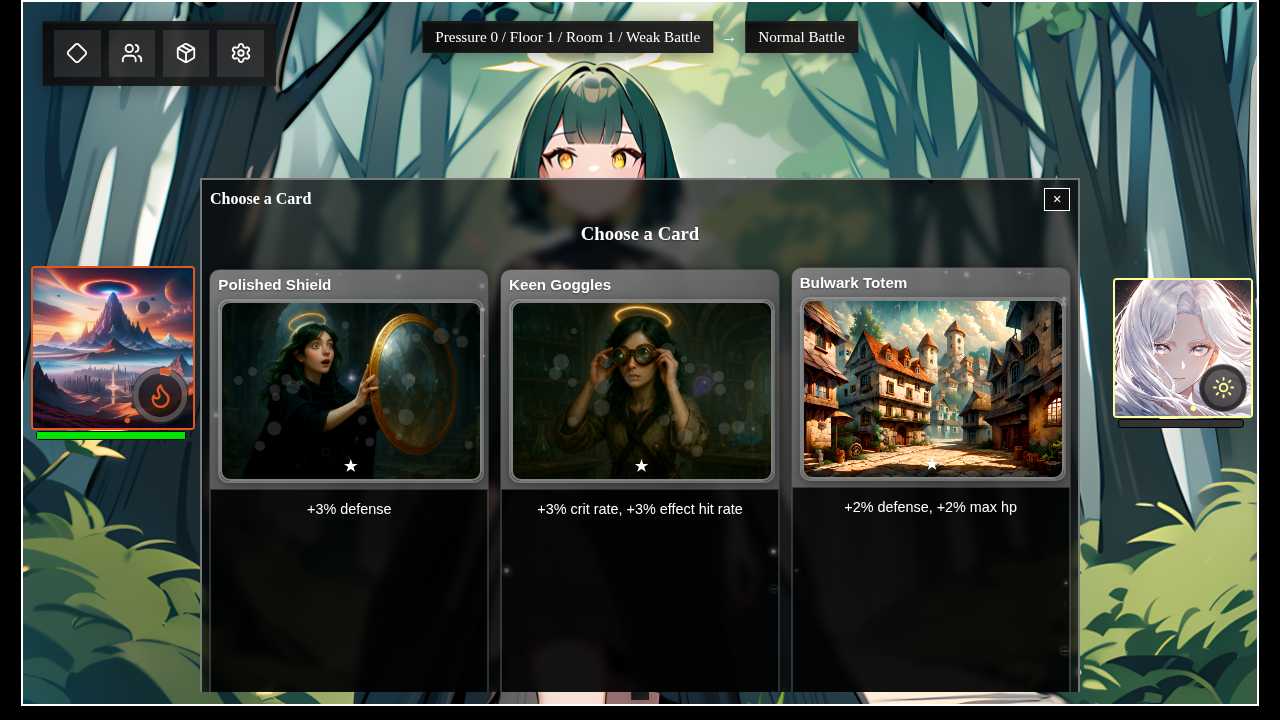 Pressure 0 / Floor 1 / Room 1 / Weak Battle → Normal Battle
Choose a Card ×
Choose a Card
Polished Shield
★
+3% defense
Keen Goggles
★
+3% crit rate, +3% effect hit rate
Bulwark Totem
★
+2% defense, +2% max hp